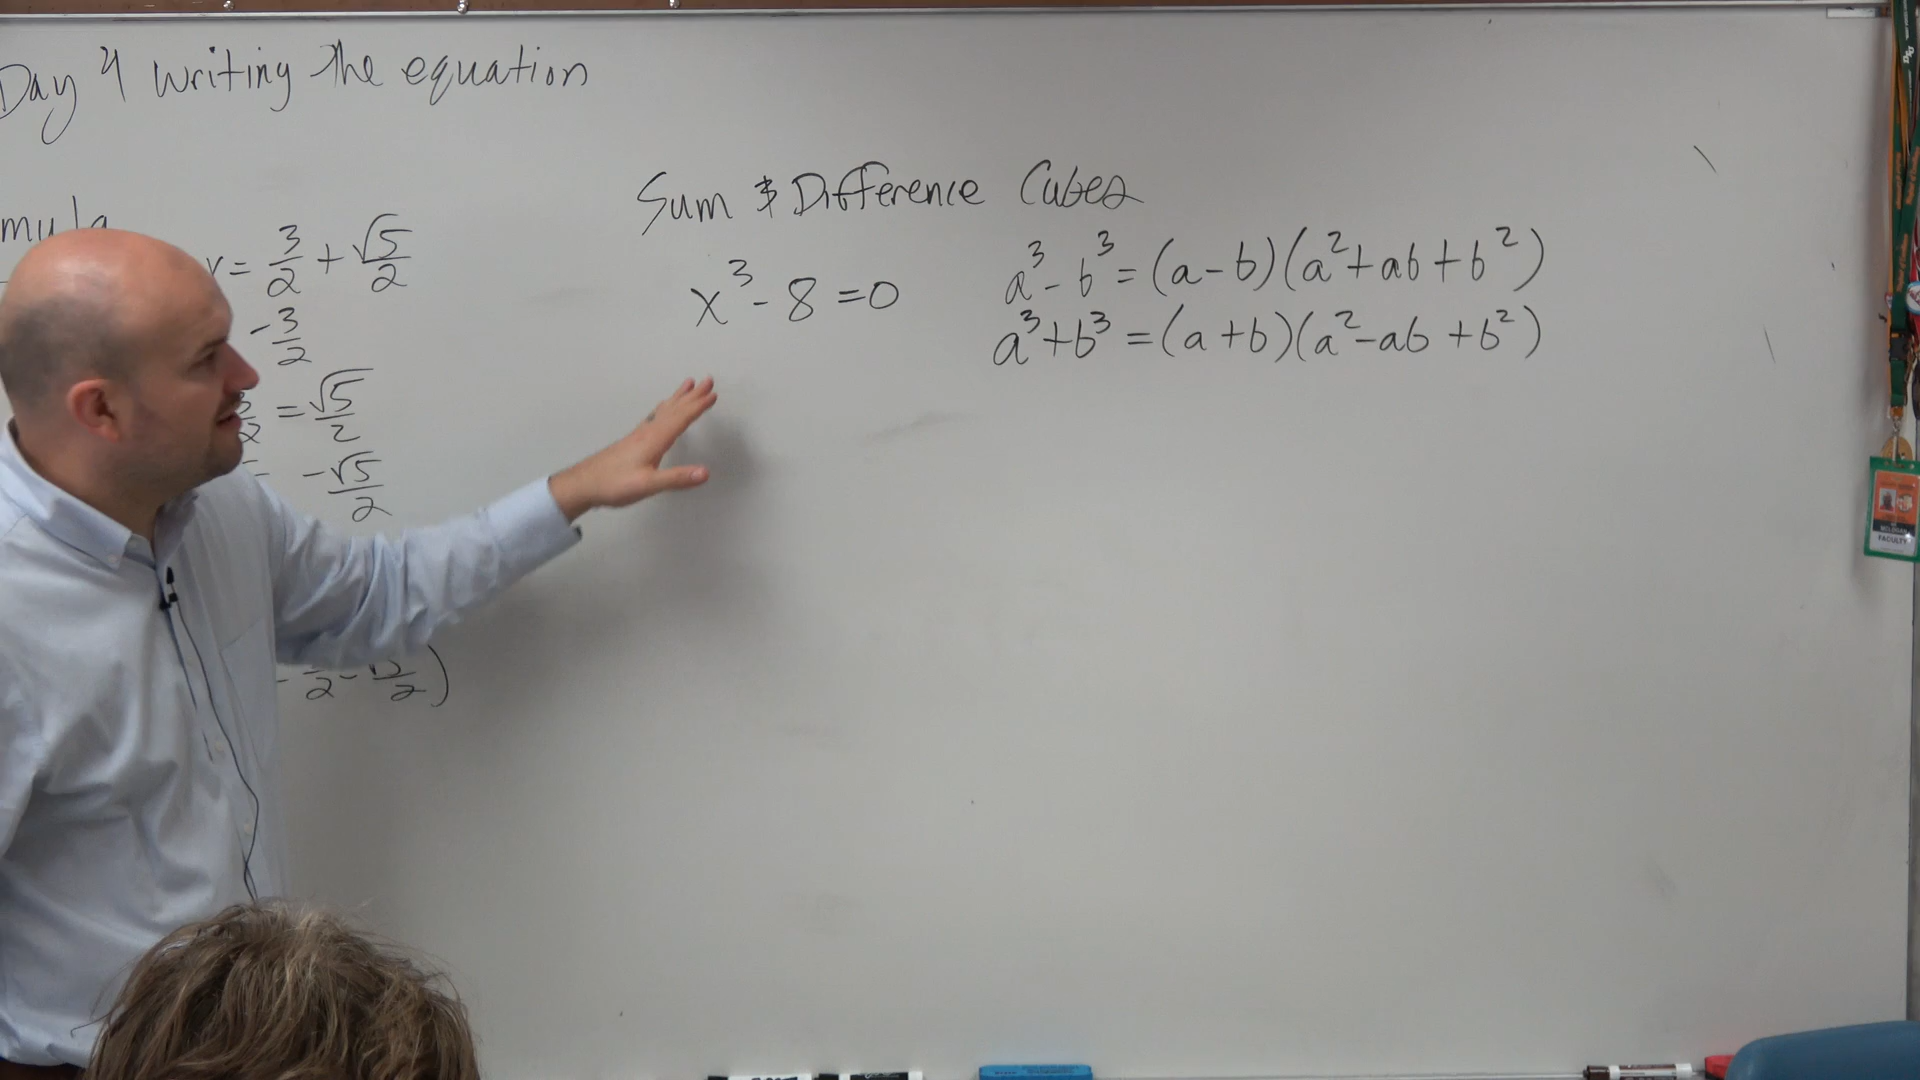 Day 4 writing the equation
Sum & Difference Cubes
x³ - 8 = 0
a³ - b³ = (a - b)(a² + ab + b²)
a³ + b³ = (a + b)(a² - ab + b²)
= 3/2 + √5/2
- 3/2
= √5/2
- √5/2
FACULTY